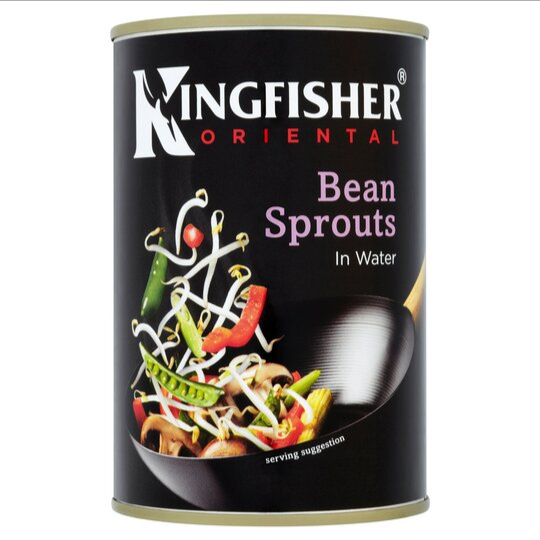 KINGFISHER®
ORIENTAL
Bean
Sprouts
In Water
serving suggestion